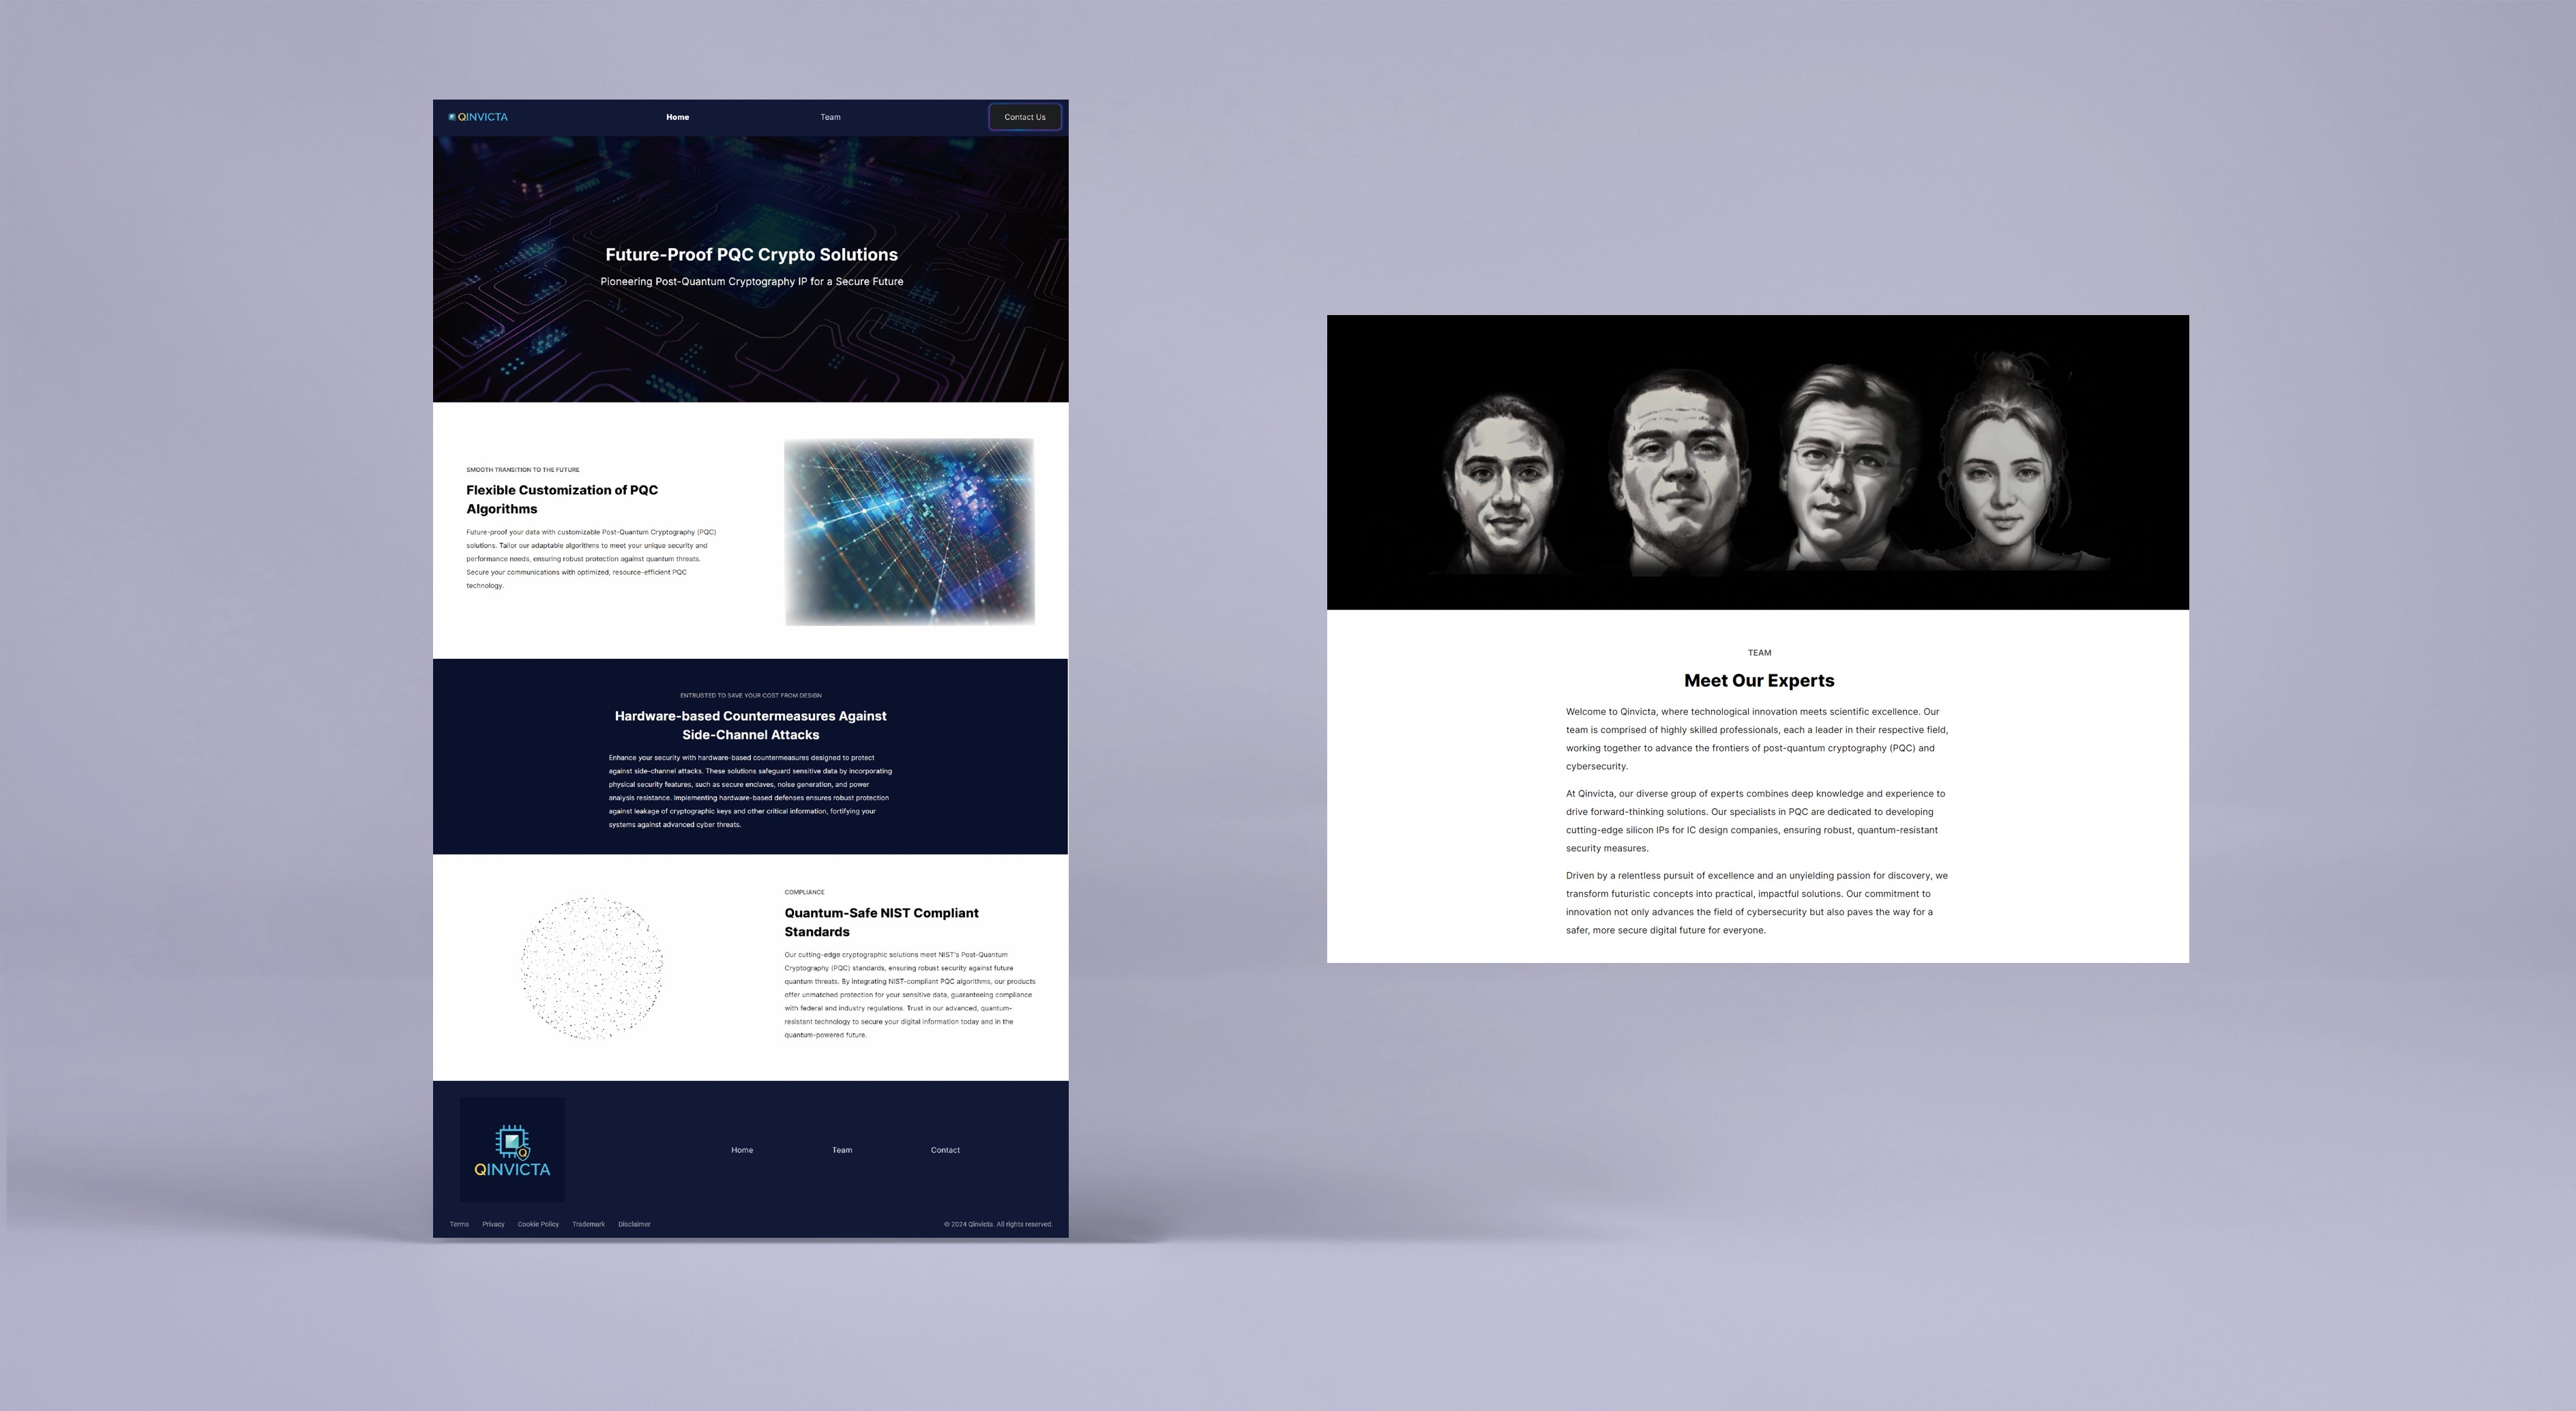 QINVICTA
Home
Team
Contact Us
Future-Proof PQC Crypto Solutions
Pioneering Post-Quantum Cryptography IP for a Secure Future
SMOOTH TRANSITION TO THE FUTURE
Flexible Customization of PQC
Algorithms
Future-proof your data with customizable Post-Quantum Cryptography (PQC)
solutions. Tailor our adaptable algorithms to meet your unique security and
performance needs, ensuring robust protection against quantum threats.
Secure your communications with optimized, resource-efficient PQC
technology.
ENTRUSTED TO SAVE YOUR COST FROM DESIGN
Hardware-based Countermeasures Against
Side-Channel Attacks
Enhance your security with hardware-based countermeasures designed to protect
against side-channel attacks. These solutions safeguard sensitive data by incorporating
physical security features, such as secure enclaves, noise generation, and power
analysis resistance. Implementing hardware-based defenses ensures robust protection
against leakage of cryptographic keys and other critical information, fortifying your
systems against advanced cyber threats.
COMPLIANCE
Quantum-Safe NIST Compliant
Standards
Our cutting-edge cryptographic solutions meet NIST's Post-Quantum
Cryptography (PQC) standards, ensuring robust security against future
quantum threats. By integrating NIST-compliant PQC algorithms, our products
offer unmatched protection for your sensitive data, guaranteeing compliance
with federal and industry regulations. Trust in our advanced, quantum-
resistant technology to secure your digital information today and in the
quantum-powered future.
Q
QINVICTA
Home
Team
Contact
Terms
Privacy
Cookie Policy
Trademark
Disclaimer
© 2024 Qinvicta. All rights reserved.
TEAM
Meet Our Experts
Welcome to Qinvicta, where technological innovation meets scientific excellence. Our
team is comprised of highly skilled professionals, each a leader in their respective field,
working together to advance the frontiers of post-quantum cryptography (PQC) and
cybersecurity.
At Qinvicta, our diverse group of experts combines deep knowledge and experience to
drive forward-thinking solutions. Our specialists in PQC are dedicated to developing
cutting-edge silicon IPs for IC design companies, ensuring robust, quantum-resistant
security measures.
Driven by a relentless pursuit of excellence and an unyielding passion for discovery, we
transform futuristic concepts into practical, impactful solutions. Our commitment to
innovation not only advances the field of cybersecurity but also paves the way for a
safer, more secure digital future for everyone.